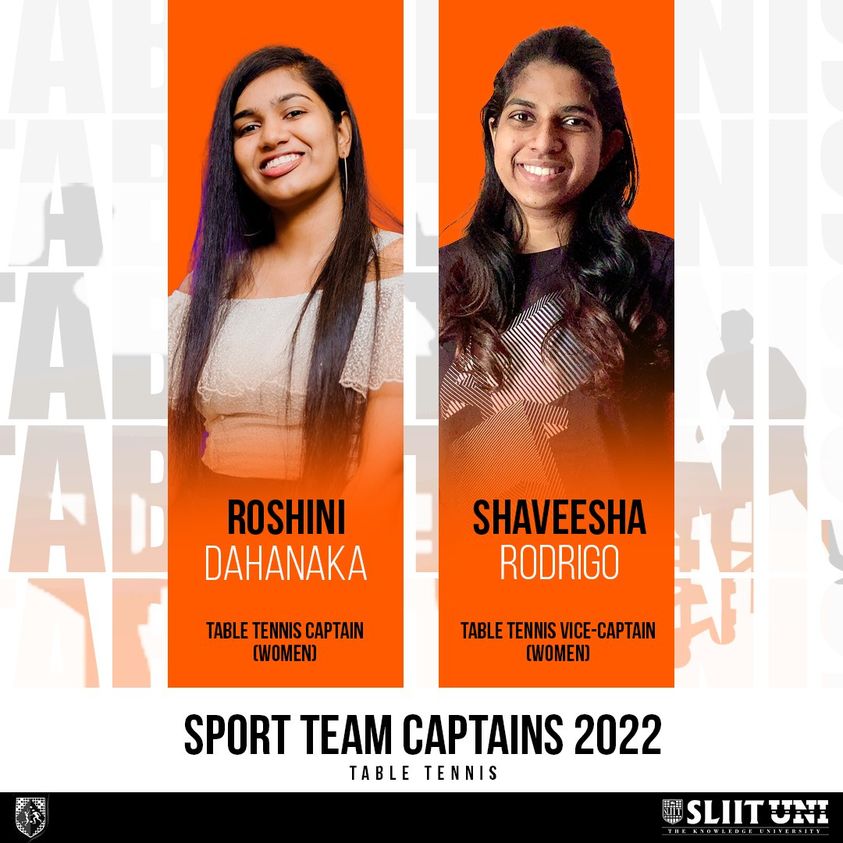 ROSHINI
DAHANAKA
TABLE TENNIS CAPTAIN
(WOMEN)
SHAVEESHA
RODRIGO
TABLE TENNIS VICE-CAPTAIN
(WOMEN)
SPORT TEAM CAPTAINS 2022
TABLE TENNIS
SLIIT UNI
THE KNOWLEDGE UNIVERSITY